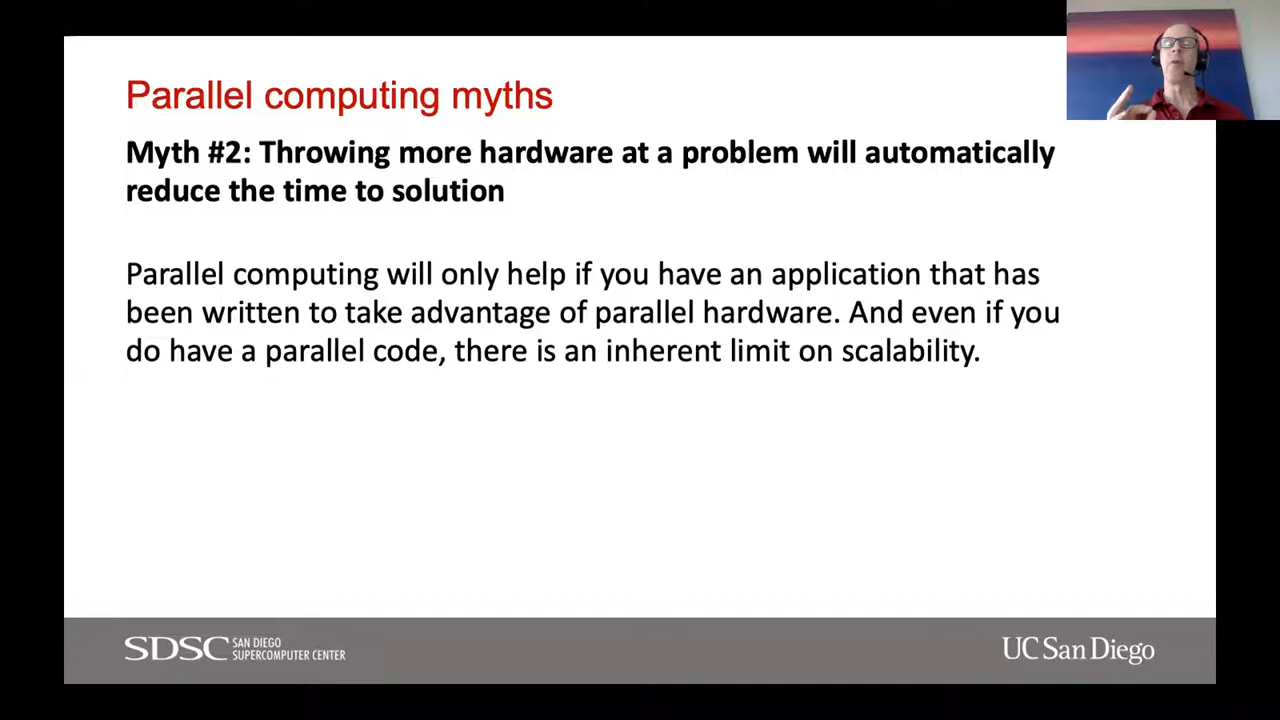 Parallel computing myths
Myth #2: Throwing more hardware at a problem will automatically
reduce the time to solution
Parallel computing will only help if you have an application that has
been written to take advantage of parallel hardware. And even if you
do have a parallel code, there is an inherent limit on scalability.
SDSC SAN DIEGO
SUPERCOMPUTER CENTER
UC San Diego